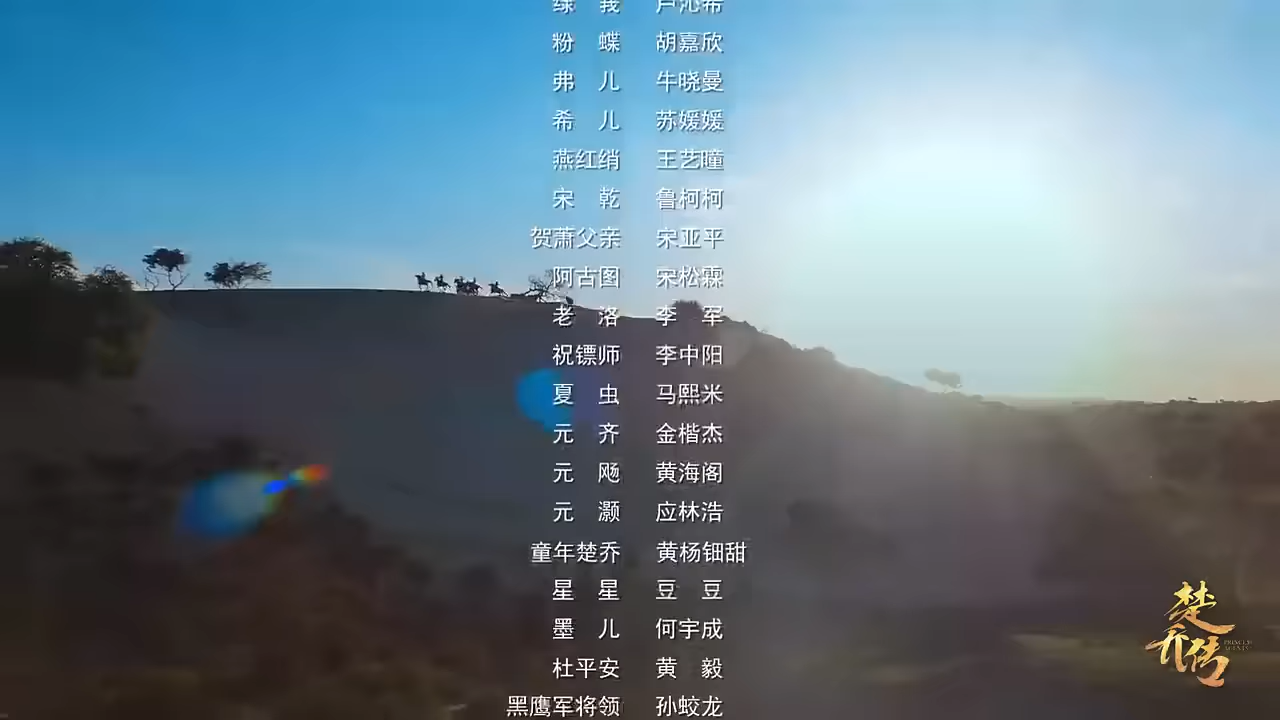 粉 蝶 胡嘉欣
弗 儿 牛晓曼
希 儿 苏媛媛
燕红绡 王艺瞳
宋 乾 鲁柯柯
贺萧父亲 宋亚平
阿古图 宋松霖
老 洛 李 军
祝镖师 李中阳
夏 虫 马熙米
元 齐 金楷杰
元 飏 黄海阁
元 灏 应林浩
童年楚乔 黄杨钿甜
星 星 豆 豆
墨 儿 何宇成
杜平安 黄 毅
黑鹰军将领 孙蛟龙
楚乔传
PRINCESS AGENTS